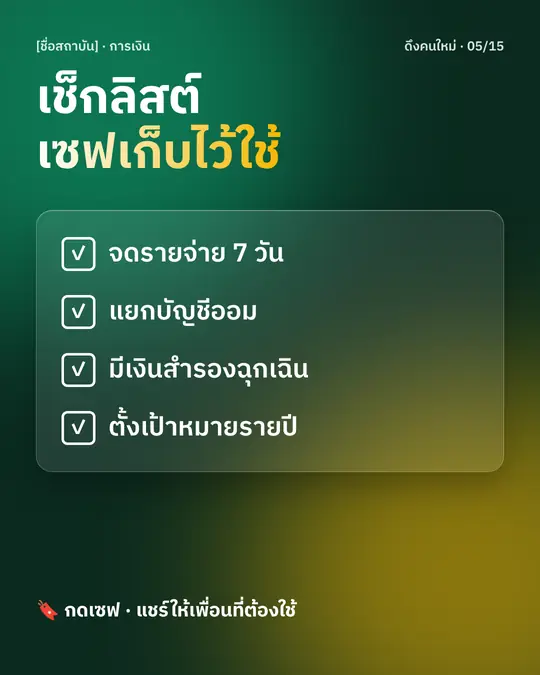 [ชื่อสถาบัน] · การเงิน
ดึงคนใหม่ · 05/15
เช็กลิสต์
เซฟเก็บไว้ใช้
จดรายจ่าย 7 วัน
แยกบัญชีออม
มีเงินสำรองฉุกเฉิน
ตั้งเป้าหมายรายปี
🔖 กดเซฟ · แชร์ให้เพื่อนที่ต้องใช้